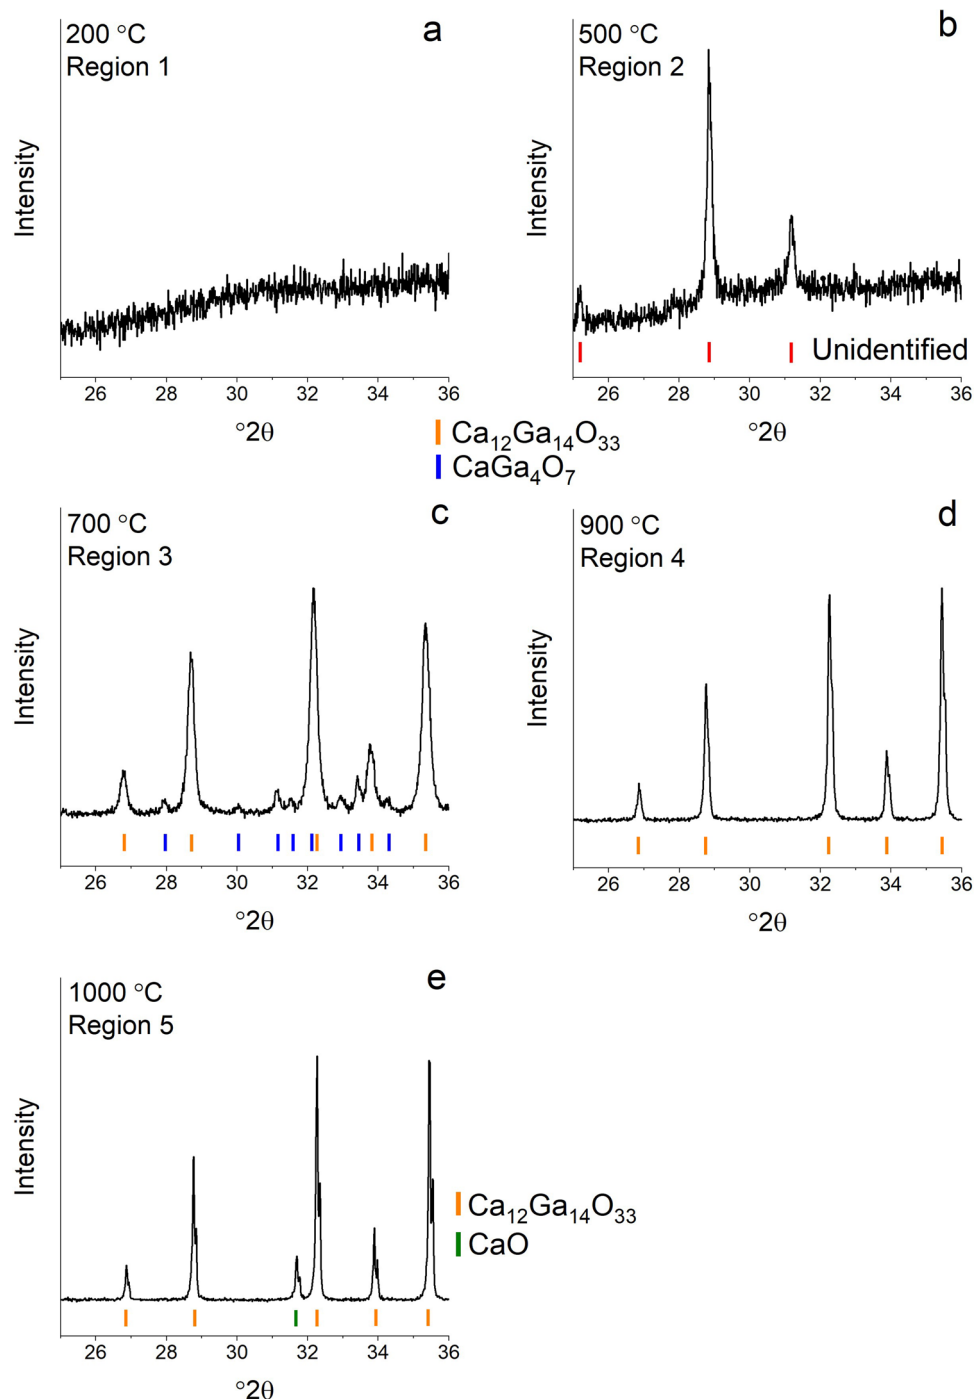 200 °C
Region 1
a
Intensity
26 28 30 32 34 36
°2θ
500 °C
Region 2
b
Intensity
Unidentified
26 28 30 32 34 36
°2θ
Ca₁₂Ga₁₄O₃₃
CaGa₄O₇
700 °C
Region 3
c
Intensity
26 28 30 32 34 36
°2θ
900 °C
Region 4
d
Intensity
26 28 30 32 34 36
°2θ
1000 °C
Region 5
e
Intensity
Ca₁₂Ga₁₄O₃₃
CaO
26 28 30 32 34 36
°2θ